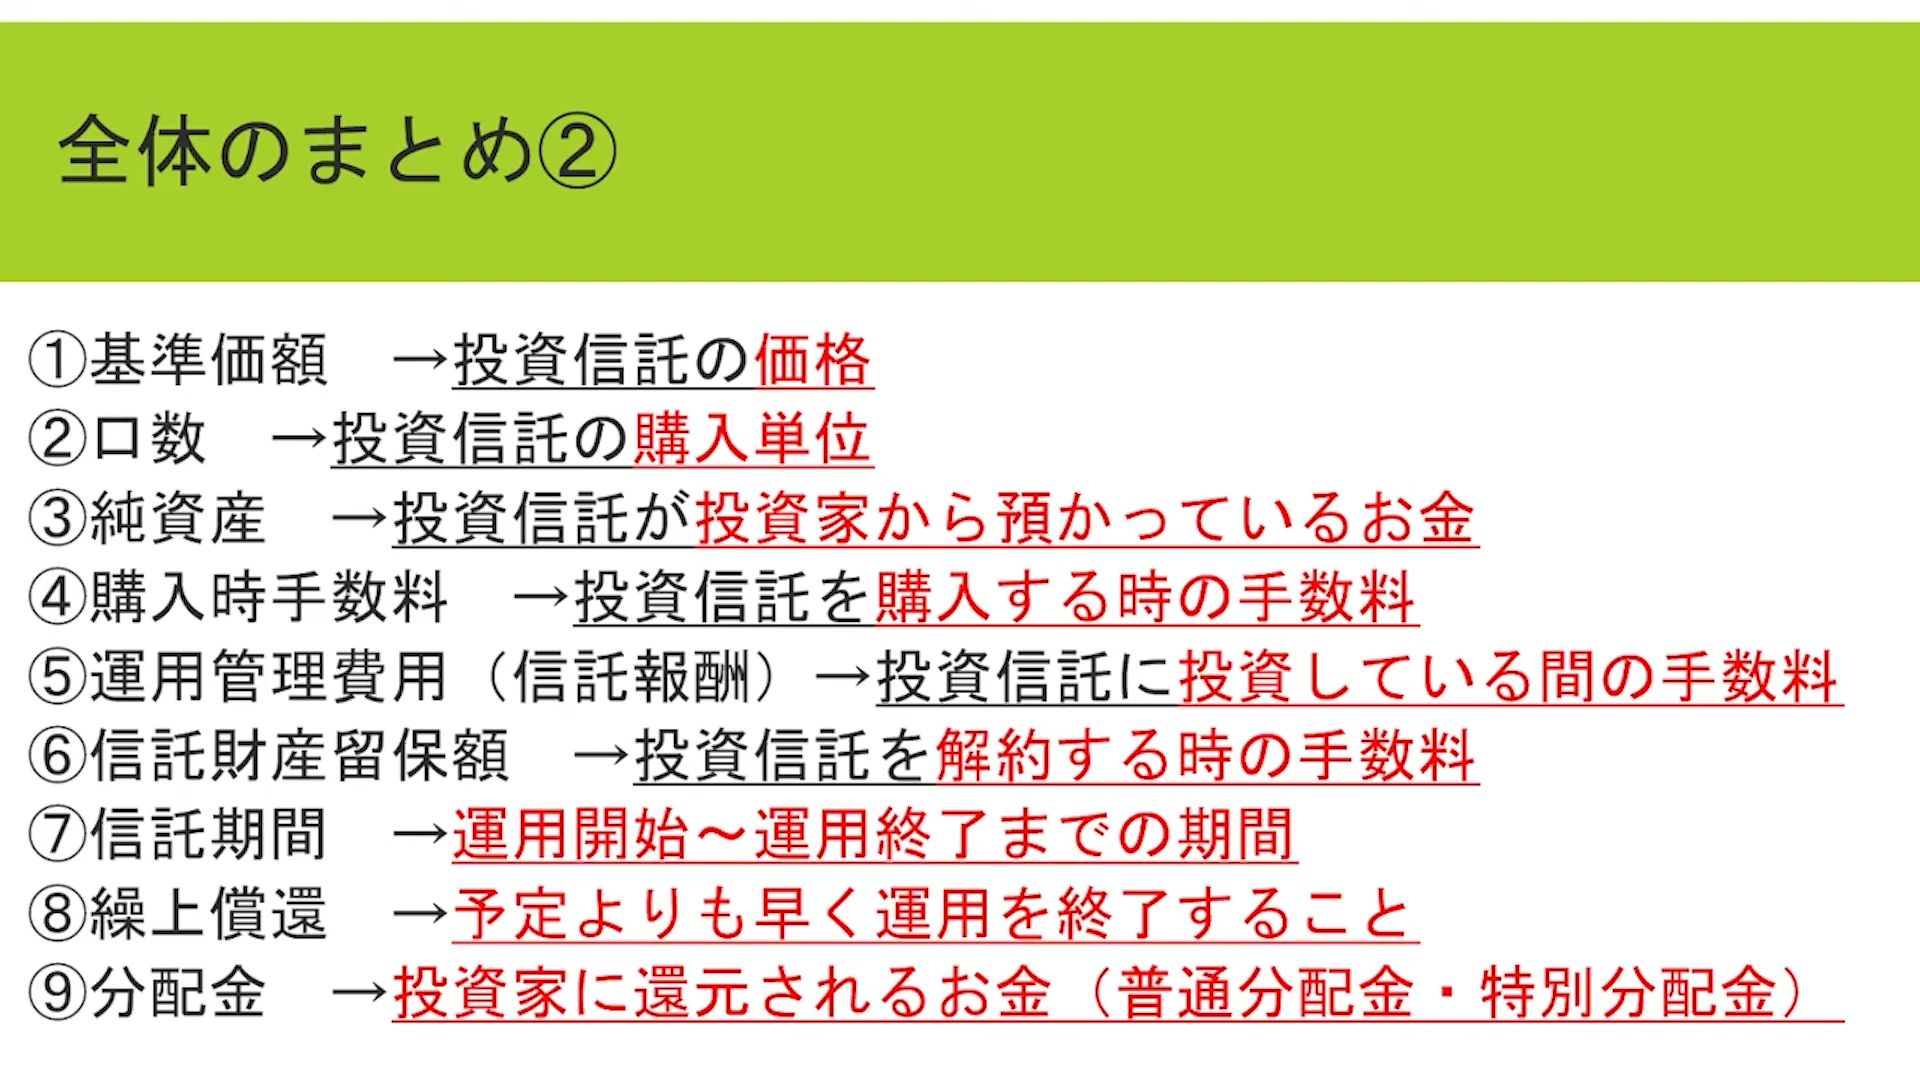 全体のまとめ②
①基準価額　→投資信託の価格
②口数　→投資信託の購入単位
③純資産　→投資信託が投資家から預かっているお金
④購入時手数料　→投資信託を購入する時の手数料
⑤運用管理費用（信託報酬）→投資信託に投資している間の手数料
⑥信託財産留保額　→投資信託を解約する時の手数料
⑦信託期間　→運用開始～運用終了までの期間
⑧繰上償還　→予定よりも早く運用を終了すること
⑨分配金　→投資家に還元されるお金（普通分配金・特別分配金）